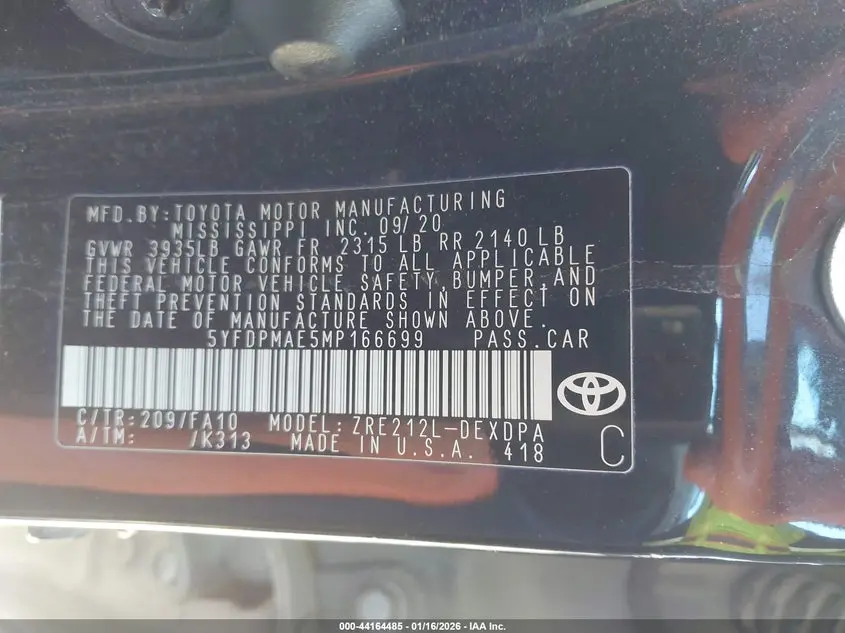 MFD.BY:TOYOTA MOTOR MANUFACTURING
MISSISSIPPI INC. 09/20
GVWR 3935LB GAWR FR 2315 LB RR 2140 LB
THIS VEHICLE CONFORMS TO ALL APPLICABLE
FEDERAL MOTOR VEHICLE SAFETY,BUMPER,AND
THEFT PREVENTION STANDARDS IN EFFECT ON
THE DATE OF MANUFACTURE SHOWN ABOVE.
5YFDPMAE5MP166699 PASS.CAR
C/TR:209/FA10 MODEL:ZRE212L-DEXDPA
A/TM: /K313 MADE IN U.S.A. 418 C
000-44164485 - 01/16/2026 - IAA Inc.